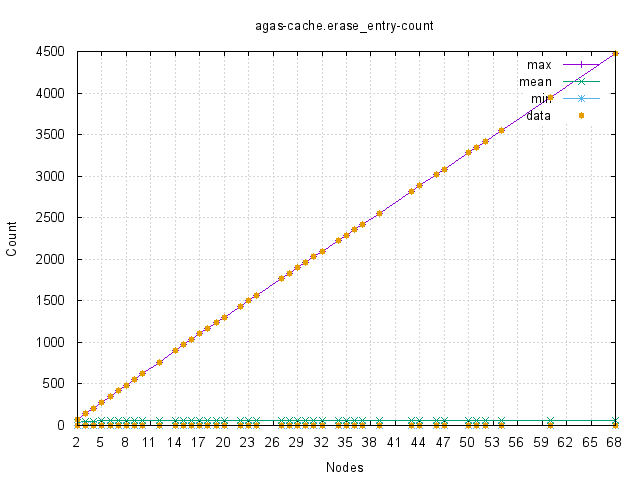 agas-cache.erase_entry-count
max
mean
min
data
4500
4000
3500
3000
2500
2000
1500
1000
500
0
Count
2 5 8 11 14 17 20 23 26 29 32 35 38 41 44 47 50 53 56 59 62 65 68
Nodes